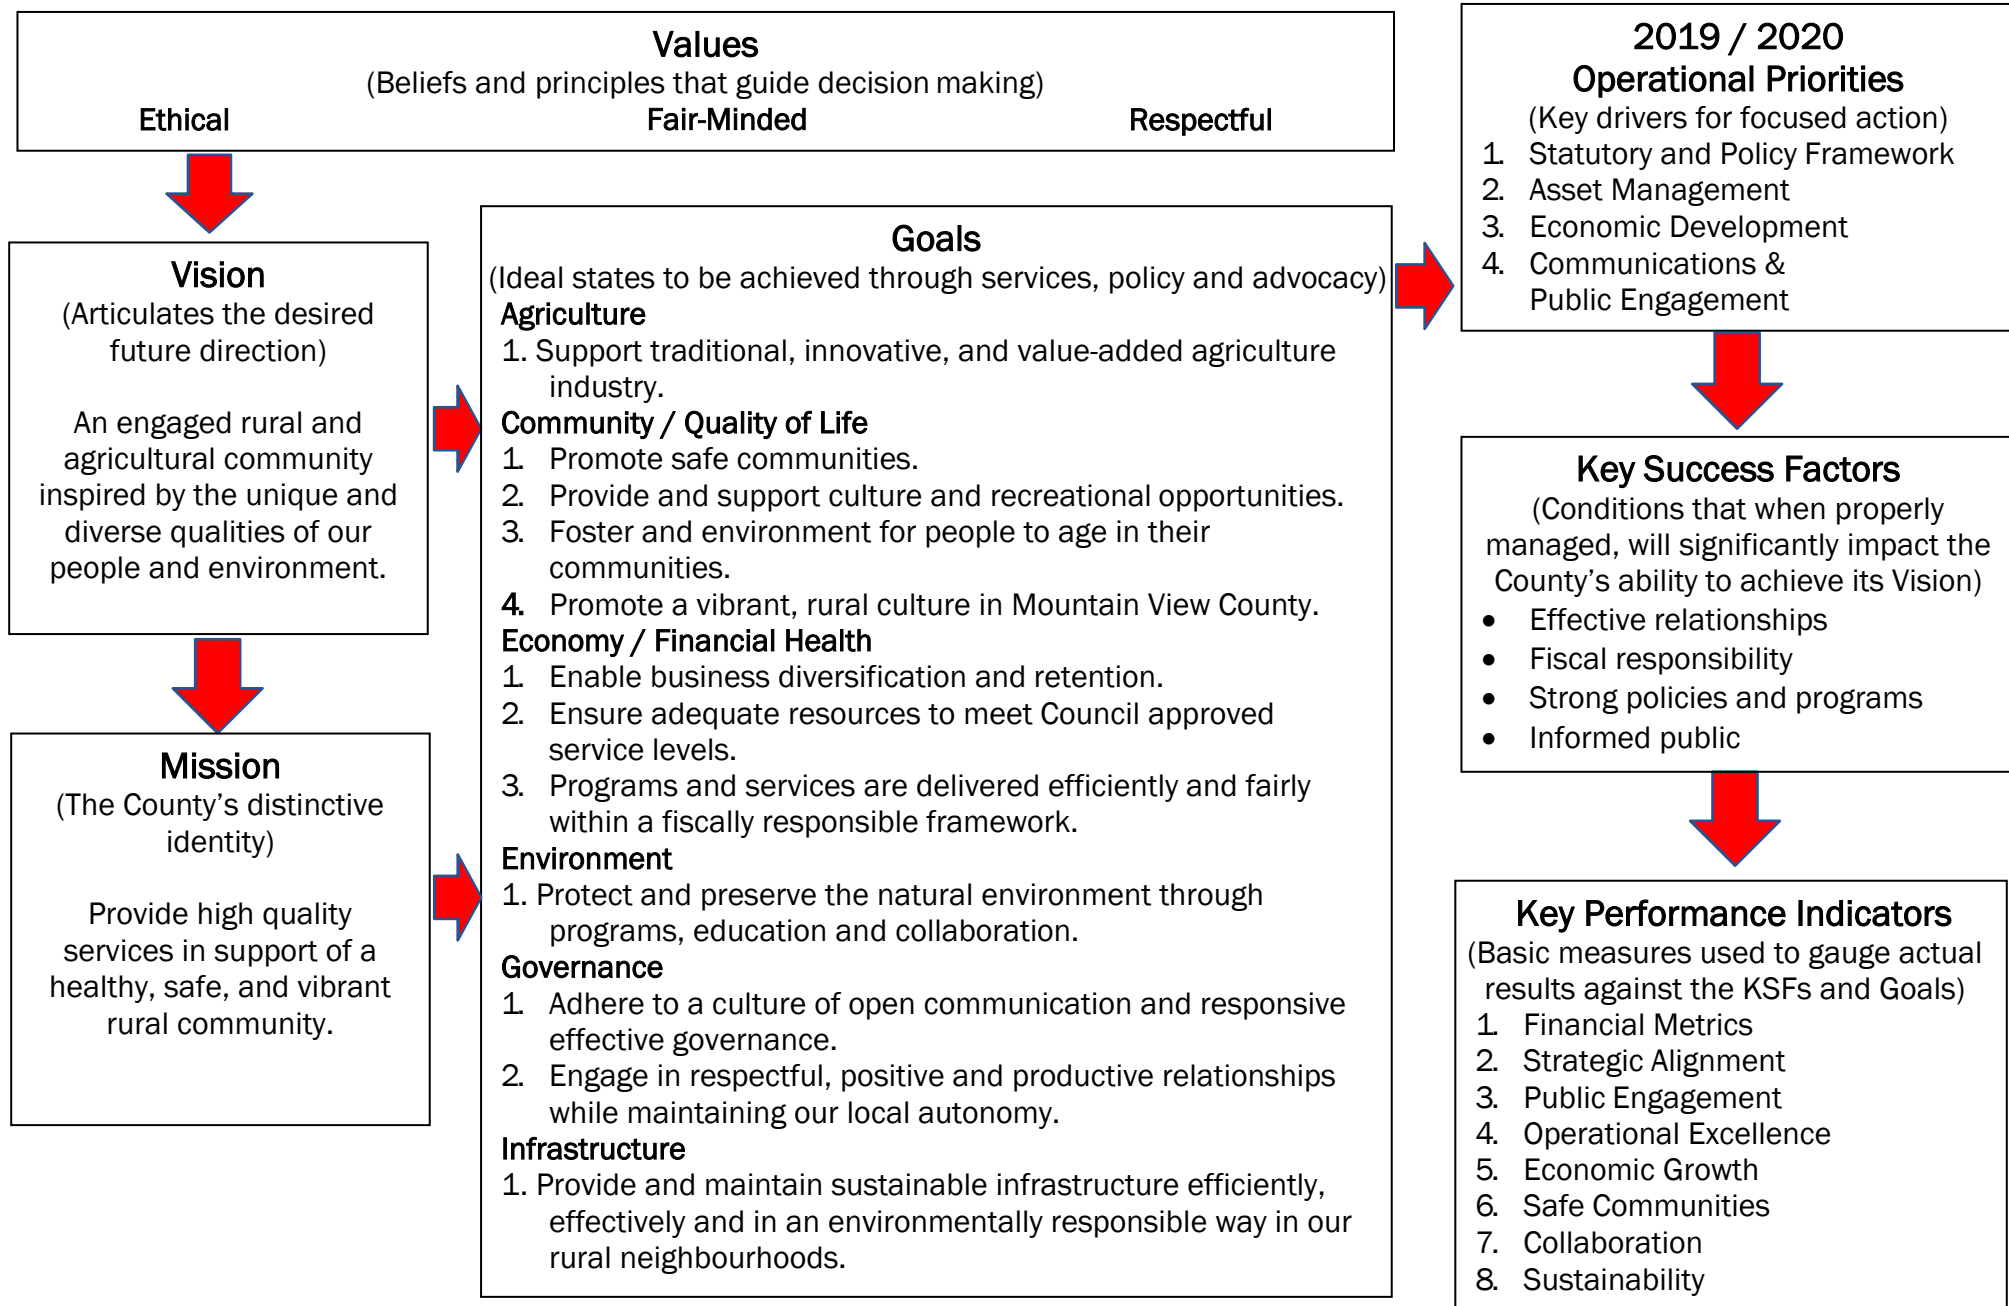 Values
(Beliefs and principles that guide decision making)
Ethical Fair-Minded Respectful
Vision
(Articulates the desired
future direction)
An engaged rural and
agricultural community
inspired by the unique and
diverse qualities of our
people and environment.
Mission
(The County's distinctive
identity)
Provide high quality
services in support of a
healthy, safe, and vibrant
rural community.
Goals
(Ideal states to be achieved through services, policy and advocacy)
Agriculture
1. Support traditional, innovative, and value-added agriculture
industry.
Community / Quality of Life
1. Promote safe communities.
2. Provide and support culture and recreational opportunities.
3. Foster and environment for people to age in their
communities.
4. Promote a vibrant, rural culture in Mountain View County.
Economy / Financial Health
1. Enable business diversification and retention.
2. Ensure adequate resources to meet Council approved
service levels.
3. Programs and services are delivered efficiently and fairly
within a fiscally responsible framework.
Environment
1. Protect and preserve the natural environment through
programs, education and collaboration.
Governance
1. Adhere to a culture of open communication and responsive
effective governance.
2. Engage in respectful, positive and productive relationships
while maintaining our local autonomy.
Infrastructure
1. Provide and maintain sustainable infrastructure efficiently,
effectively and in an environmentally responsible way in our
rural neighbourhoods.
2019 / 2020
Operational Priorities
(Key drivers for focused action)
1. Statutory and Policy Framework
2. Asset Management
3. Economic Development
4. Communications &
Public Engagement
Key Success Factors
(Conditions that when properly
managed, will significantly impact the
County's ability to achieve its Vision)
• Effective relationships
• Fiscal responsibility
• Strong policies and programs
• Informed public
Key Performance Indicators
(Basic measures used to gauge actual
results against the KSFs and Goals)
1. Financial Metrics
2. Strategic Alignment
3. Public Engagement
4. Operational Excellence
5. Economic Growth
6. Safe Communities
7. Collaboration
8. Sustainability